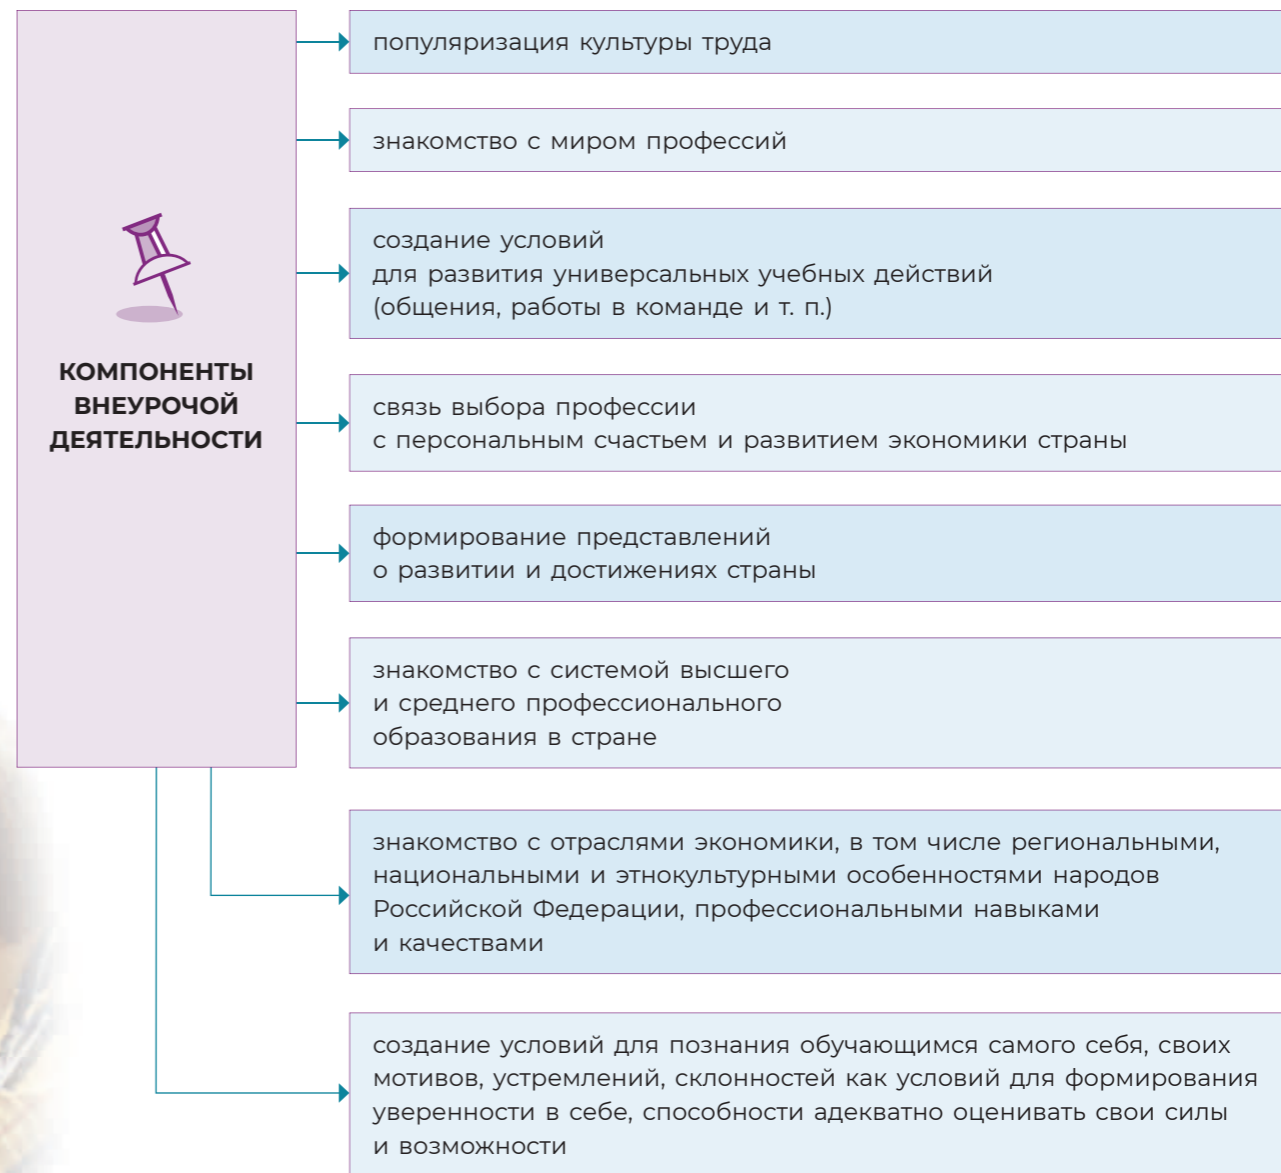 популяризация культуры труда
знакомство с миром профессий
создание условий
для развития универсальных учебных действий
(общения, работы в команде и т. п.)
КОМПОНЕНТЫ
ВНЕУРОЧОЙ
ДЕЯТЕЛЬНОСТИ
связь выбора профессии
с персональным счастьем и развитием экономики страны
формирование представлений
о развитии и достижениях страны
знакомство с системой высшего
и среднего профессионального
образования в стране
знакомство с отраслями экономики, в том числе региональными,
национальными и этнокультурными особенностями народов
Российской Федерации, профессиональными навыками
и качествами
создание условий для познания обучающимся самого себя, своих
мотивов, устремлений, склонностей как условий для формирования
уверенности в себе, способности адекватно оценивать свои силы
и возможности